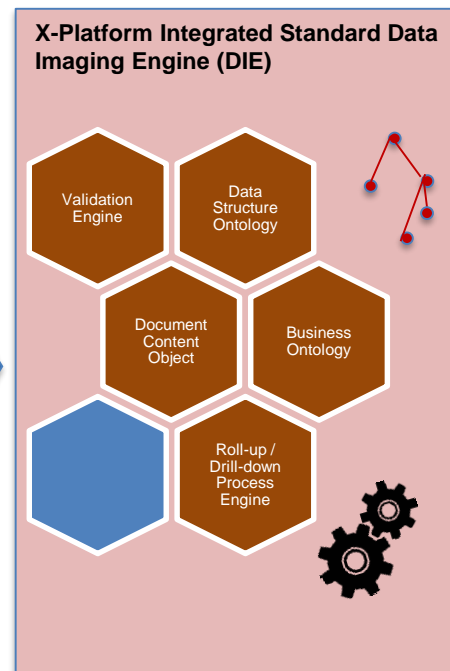 X-Platform Integrated Standard Data
Imaging Engine (DIE)
Validation
Engine
Data
Structure
Ontology
Document
Content
Object
Business
Ontology
Roll-up /
Drill-down
Process
Engine